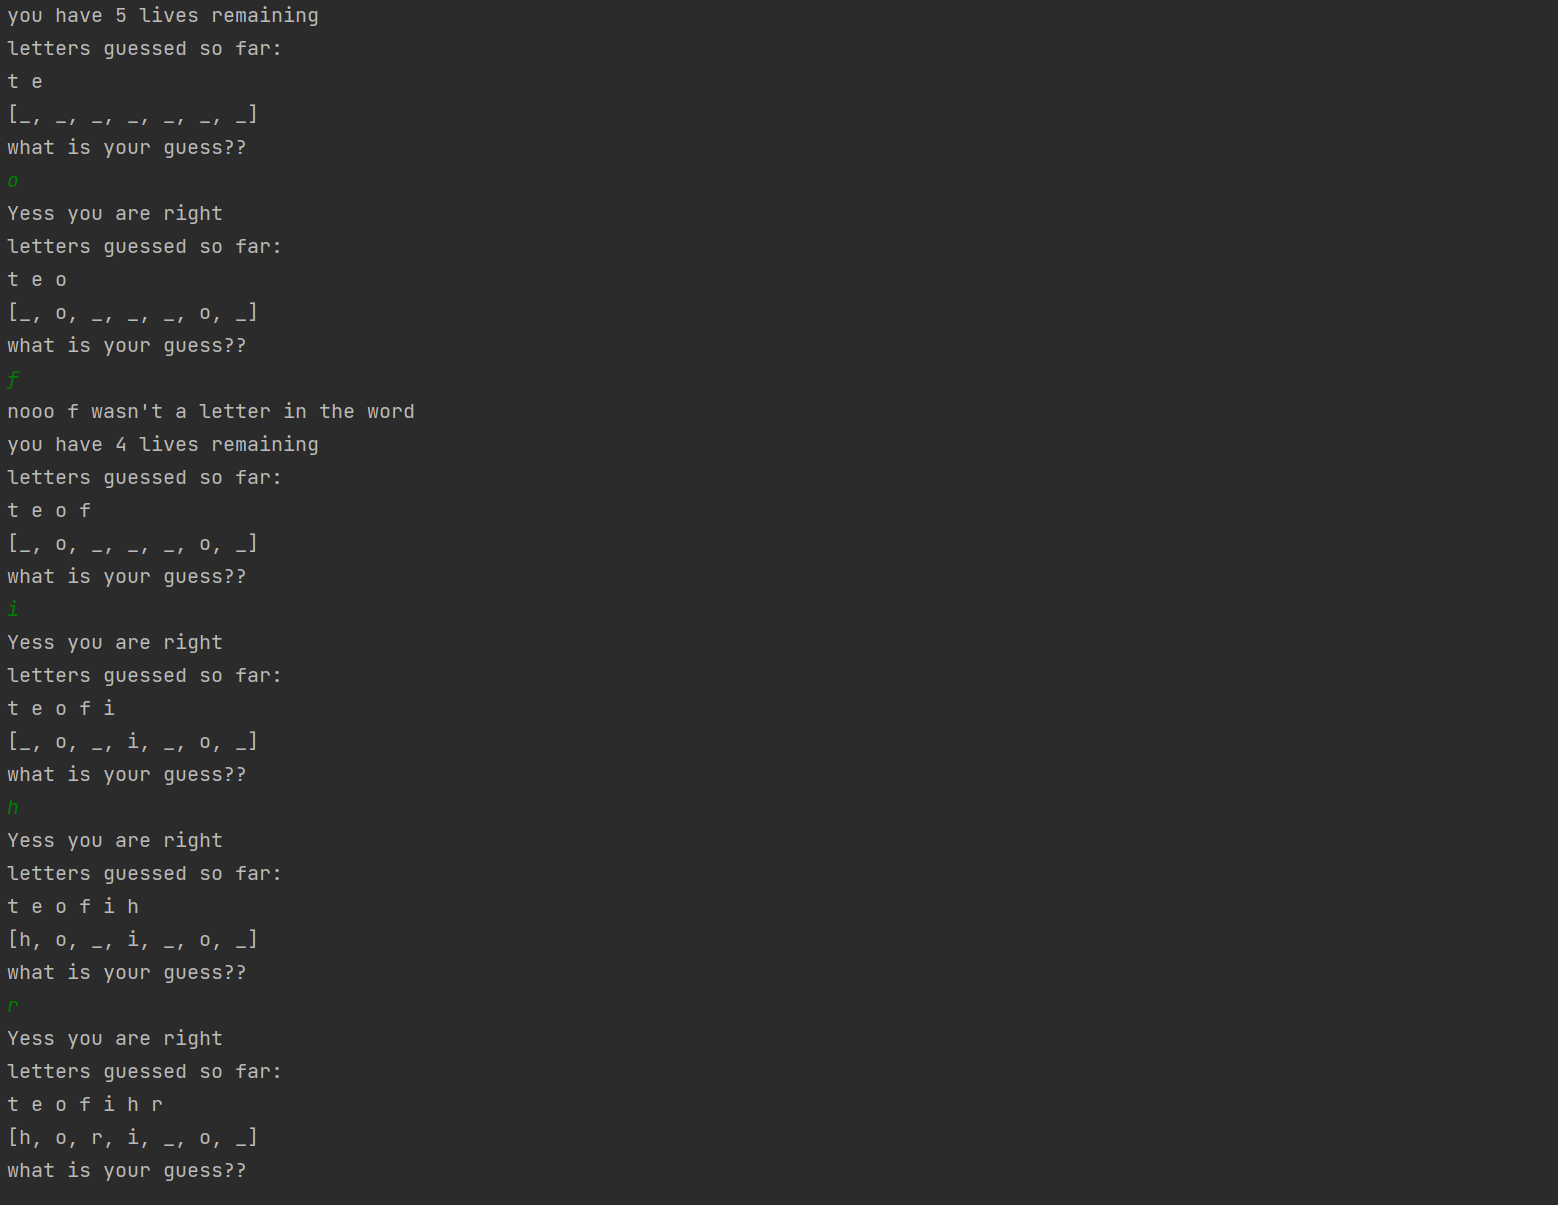 you have 5 lives remaining
letters guessed so far:
t e
[_, _, _, _, _, _, _]
what is your guess??
o
Yess you are right
letters guessed so far:
t e o
[_, o, _, _, _, o, _]
what is your guess??
f
nooo f wasn't a letter in the word
you have 4 lives remaining
letters guessed so far:
t e o f
[_, o, _, _, _, o, _]
what is your guess??
i
Yess you are right
letters guessed so far:
t e o f i
[_, o, _, i, _, o, _]
what is your guess??
h
Yess you are right
letters guessed so far:
t e o f i h
[h, o, _, i, _, o, _]
what is your guess??
r
Yess you are right
letters guessed so far:
t e o f i h r
[h, o, r, i, _, o, _]
what is your guess??